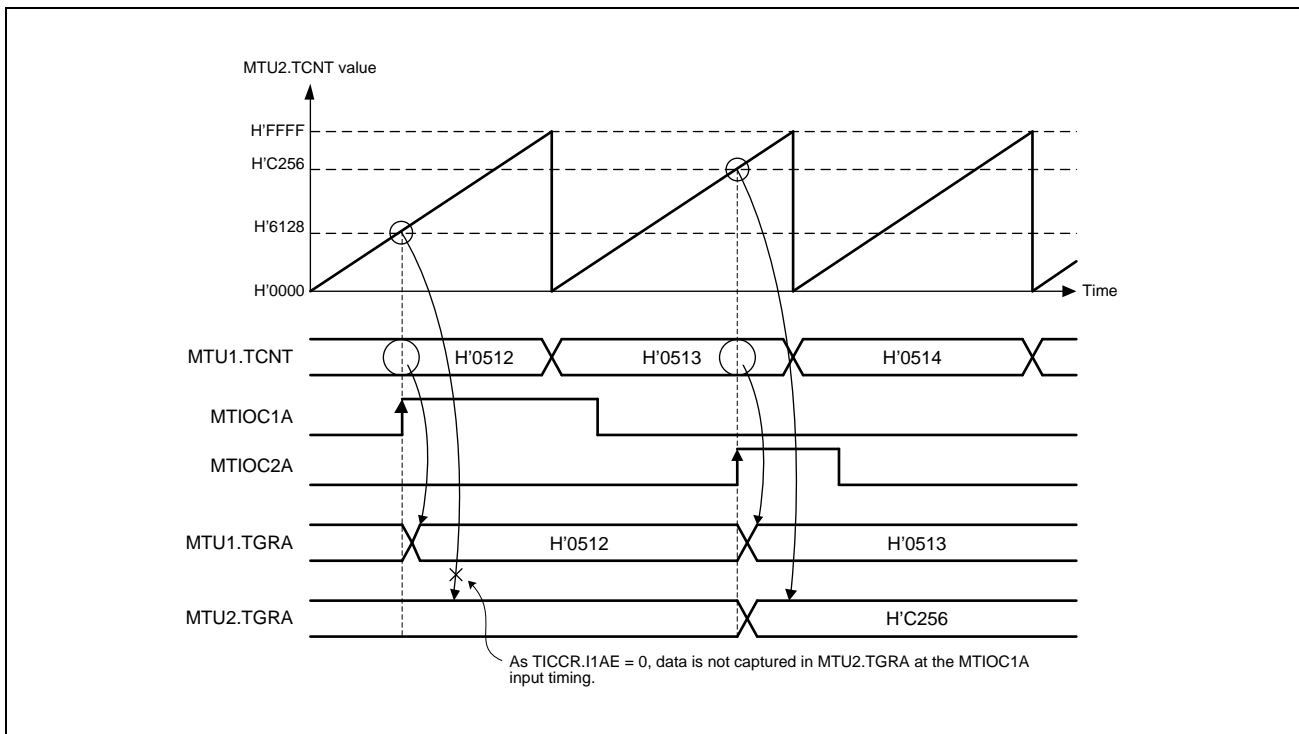 MTU2.TCNT value
H'FFFF
H'C256
H'6128
H'0000
Time
MTU1.TCNT
H'0512
H'0513
H'0514
MTIOC1A
MTIOC2A
MTU1.TGRA
H'0512
H'0513
MTU2.TGRA
H'C256
As TICCR.I1AE = 0, data is not captured in MTU2.TGRA at the MTIOC1A
input timing.